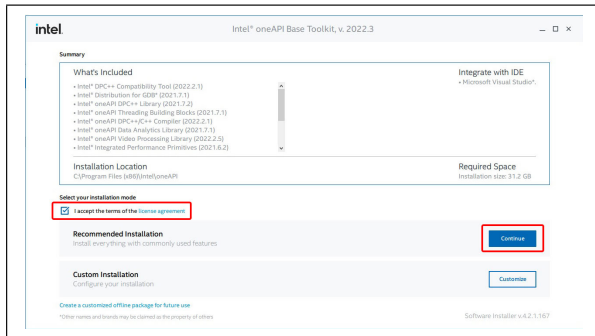 intel.
Intel® oneAPI Base Toolkit, v. 2022.3
Summary
What's Included
• Intel® DPC++ Compatibility Tool (2022.2.1)
• Intel® Distribution for GDB* (2021.7.1)
• Intel® oneAPI DPC++ Library (2021.7.2)
• Intel® oneAPI Threading Building Blocks (2021.7.1)
• Intel® oneAPI DPC++/C++ Compiler (2022.2.1)
• Intel® oneAPI Data Analytics Library (2021.7.1)
• Intel® oneAPI Video Processing Library (2022.2.5)
• Intel® Integrated Performance Primitives (2021.6.2)
Integrate with IDE
• Microsoft Visual Studio*.
Installation Location
C:\Program Files (x86)\Intel\oneAPI
Required Space
Installation size: 31.2 GB
Select your installation mode
I accept the terms of the license agreement
Recommended Installation
Install everything with commonly used features
Continue
Custom Installation
Configure your installation
Customize
Create a customized offline package for future use
*Other names and brands may be claimed as the property of others
Software Installer v.4.2.1.167